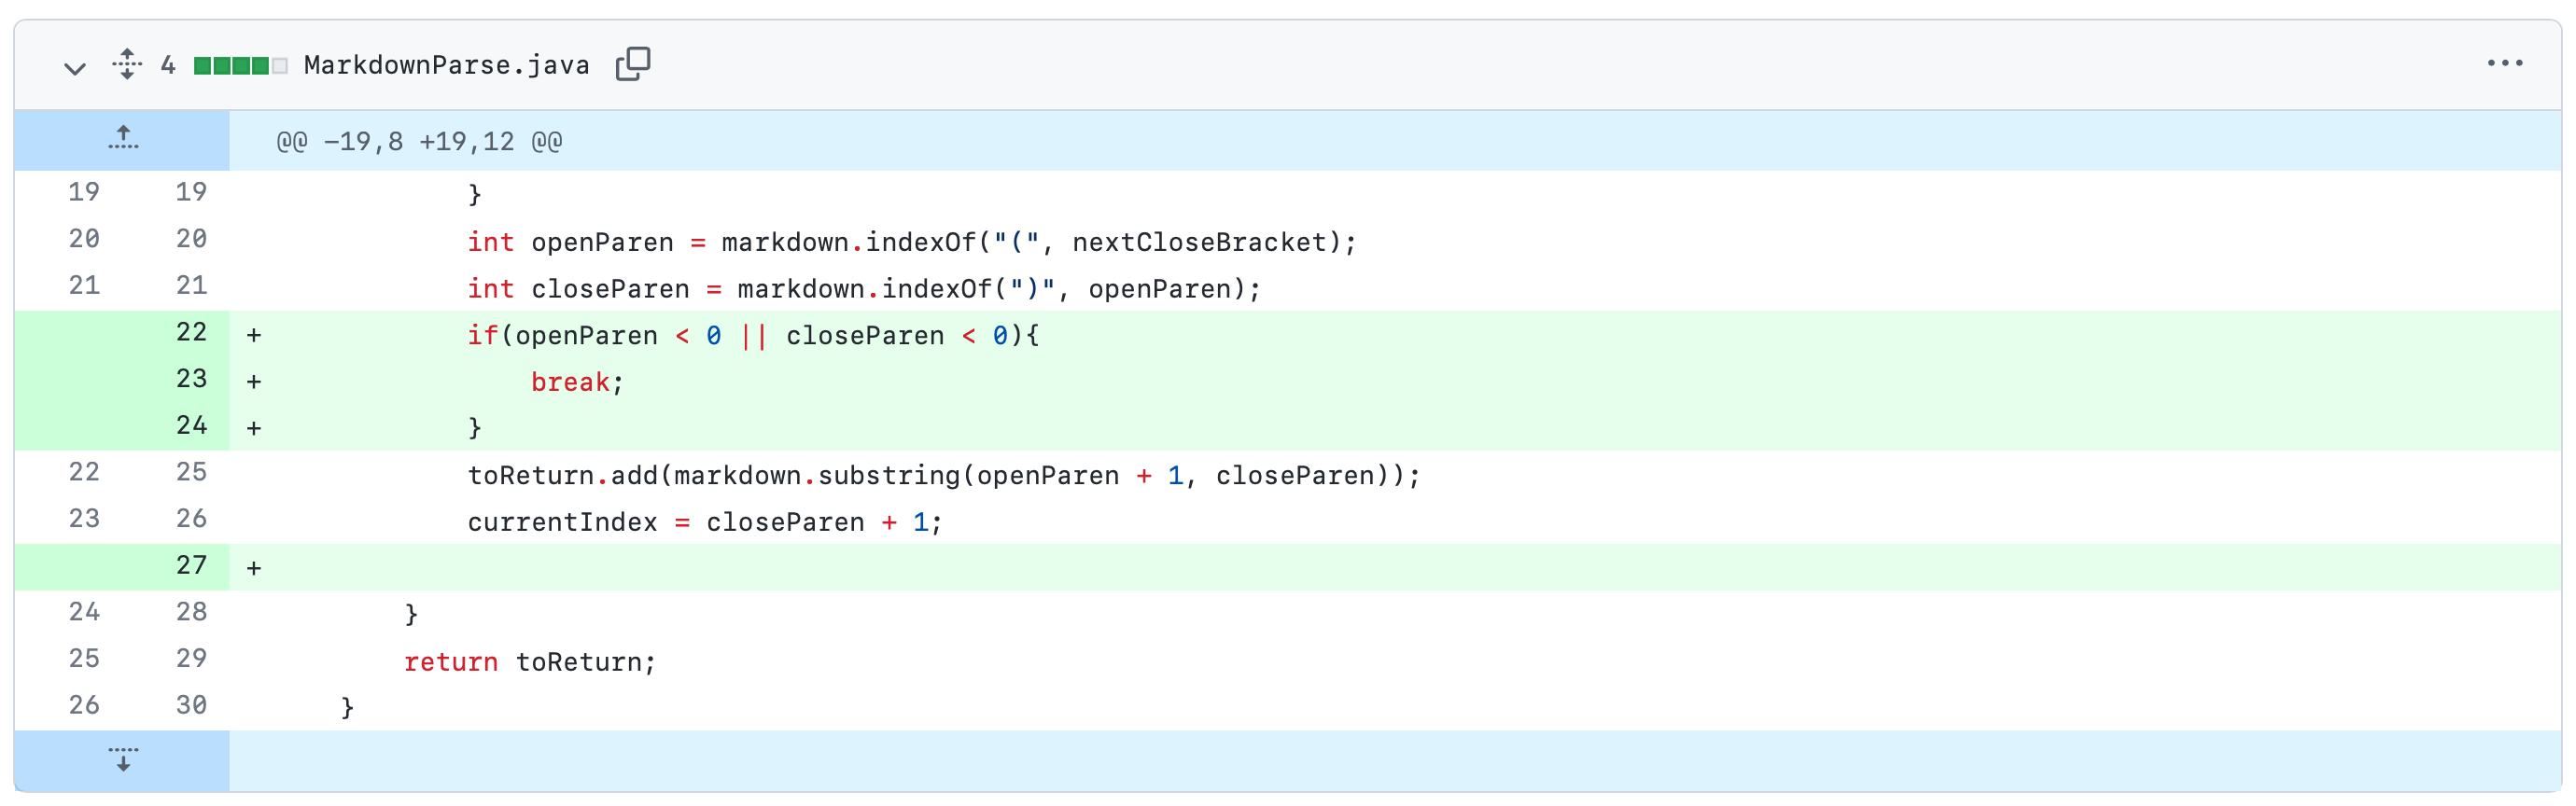 4 MarkdownParse.java
@@ -19,8 +19,12 @@
19 19 }
20 20 int openParen = markdown.indexOf("(", nextCloseBracket);
21 21 int closeParen = markdown.indexOf(")", openParen);
22 + if(openParen < 0 || closeParen < 0){
23 + break;
24 + }
22 25 toReturn.add(markdown.substring(openParen + 1, closeParen));
23 26 currentIndex = closeParen + 1;
27 +
24 28 }
25 29 return toReturn;
26 30 }